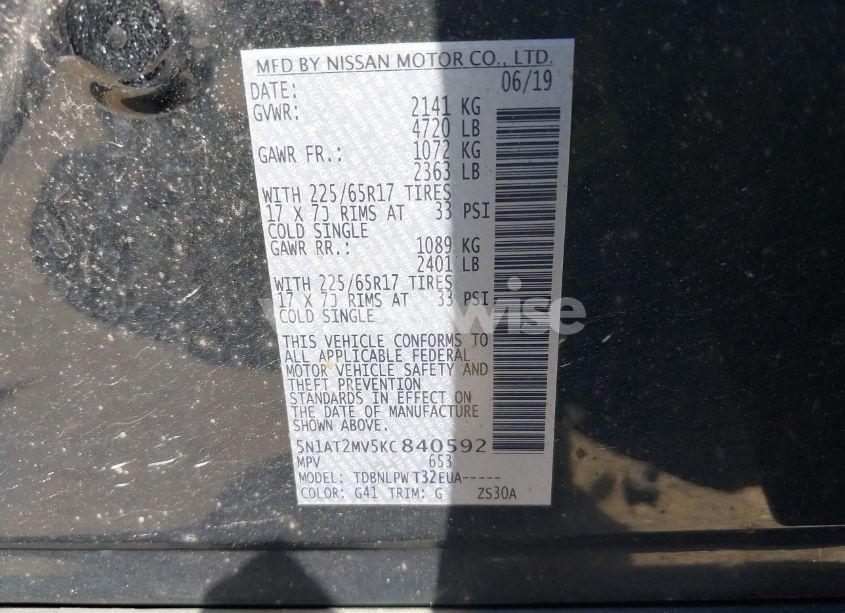 MFD BY NISSAN MOTOR CO., LTD.
DATE: 06/19
GVWR: 2141 KG
4720 LB
GAWR FR.: 1072 KG
2363 LB
WITH 225/65R17 TIRES
17 X 7J RIMS AT 33 PSI
COLD SINGLE
GAWR RR.: 1089 KG
2401 LB
WITH 225/65R17 TIRES
17 X 7J RIMS AT 33 PSI
COLD SINGLE
THIS VEHICLE CONFORMS TO
ALL APPLICABLE FEDERAL
MOTOR VEHICLE SAFETY AND
THEFT PREVENTION
STANDARDS IN EFFECT ON
THE DATE OF MANUFACTURE
SHOWN ABOVE.
5N1AT2MV5KC840592
MPV 653
MODEL: TDBNLPW T32EUA-----
COLOR: G41 TRIM: G ZS30A